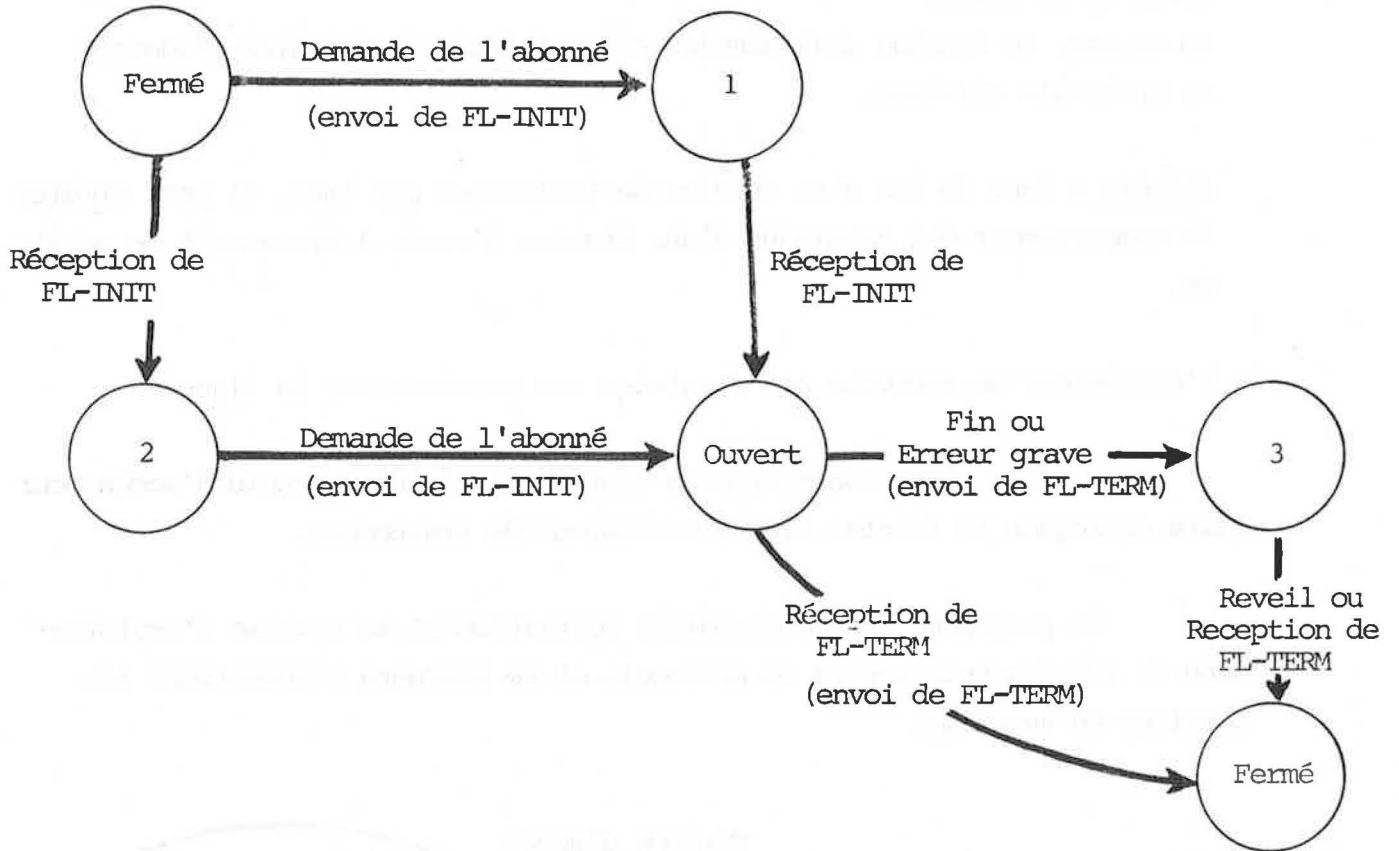 Fermé
Demande de l'abonné
(envoi de FL-INIT)
1
Réception de
FL-INIT
Réception de
FL-INIT
2
Demande de l'abonné
(envoi de FL-INIT)
Ouvert
Fin ou
Erreur grave
(envoi de FL-TERM)
3
Réception de
FL-TERM
(envoi de FL-TERM)
Reveil ou
Reception de
FL-TERM
Fermé